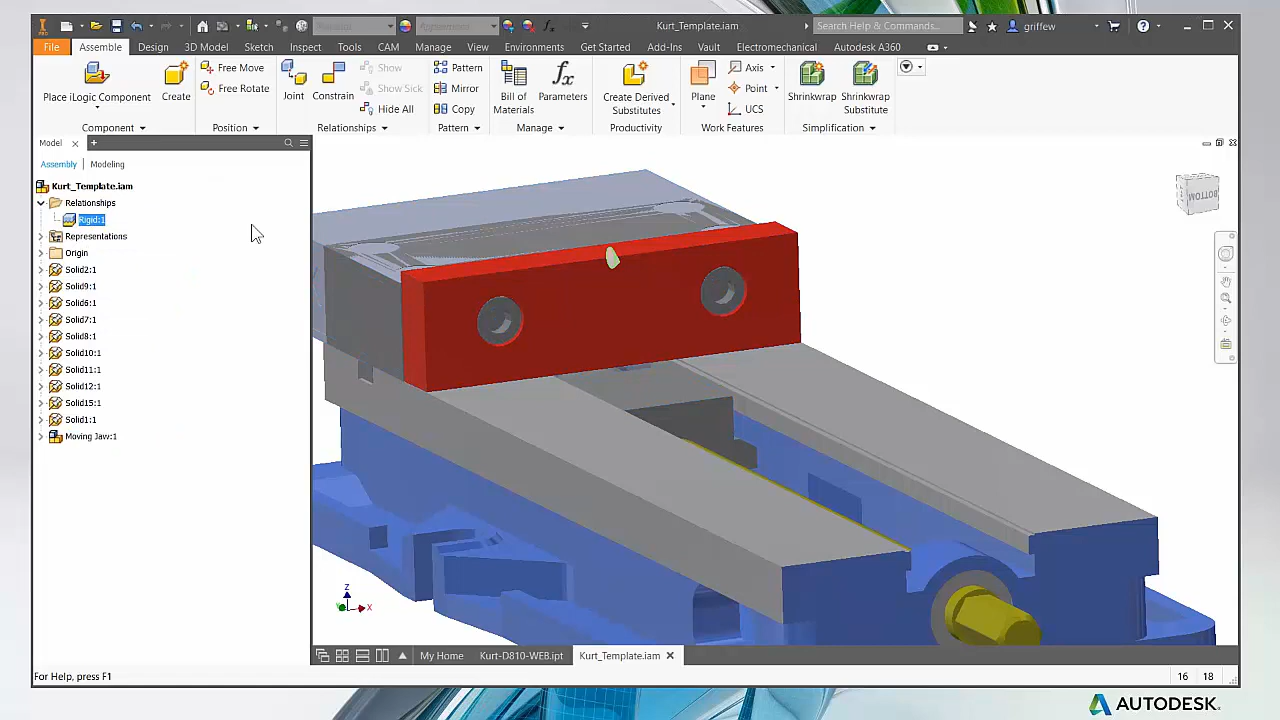 PRO
Material
Appearance
Kurt_Template.iam
Search Help & Commands...
griffew
File
Assemble
Design
3D Model
Sketch
Inspect
Tools
CAM
Manage
View
Environments
Get Started
Add-Ins
Vault
Electromechanical
Autodesk A360
Place iLogic Component
Create
Free Move
Free Rotate
Joint
Constrain
Show
Show Sick
Hide All
Pattern
Mirror
Copy
Bill of
Materials
fx
Parameters
Create Derived
Substitutes
Plane
Axis
Point
UCS
Shrinkwrap
Shrinkwrap
Substitute
Component
Position
Relationships
Pattern
Manage
Productivity
Work Features
Simplification
Model
Assembly
Modeling
Kurt_Template.iam
Relationships
Rigid:1
Representations
Origin
Solid2:1
Solid9:1
Solid6:1
Solid7:1
Solid8:1
Solid10:1
Solid11:1
Solid12:1
Solid15:1
Solid1:1
Moving Jaw:1
BOTTOM
Z
Y
X
My Home
Kurt-D810-WEB.ipt
Kurt_Template.iam
For Help, press F1
16
18
AUTODESK.